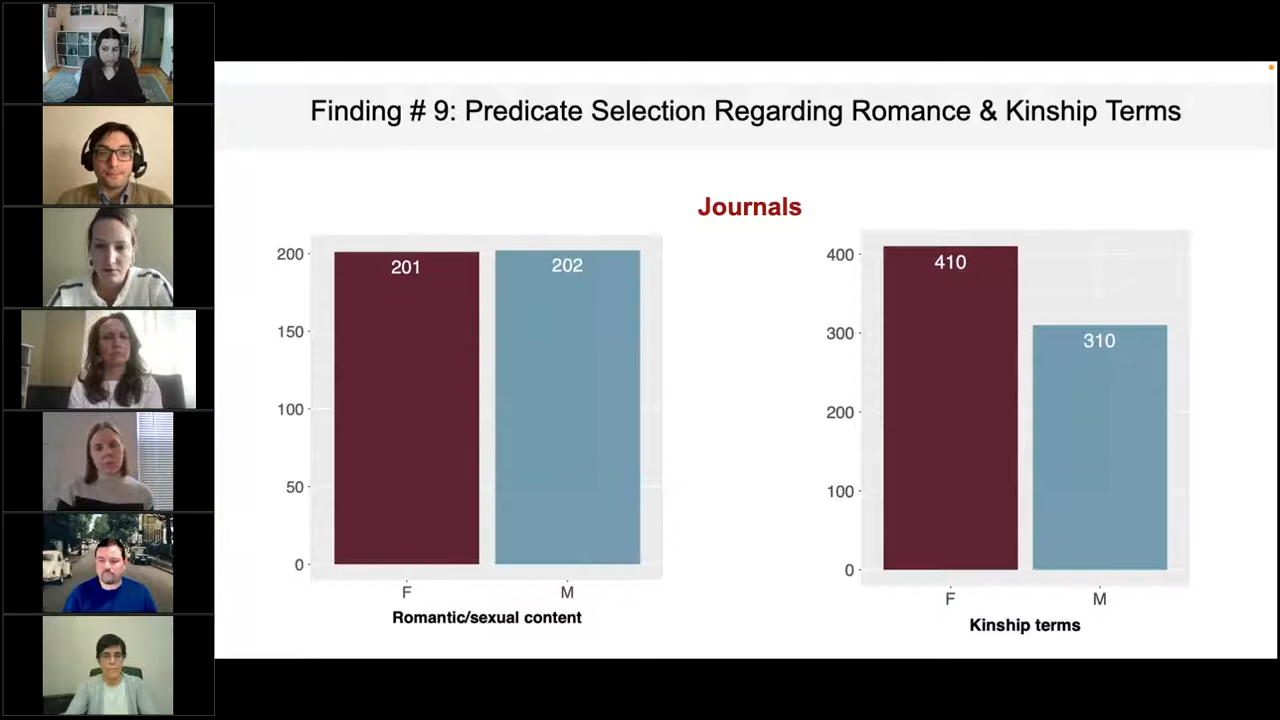 Finding # 9: Predicate Selection Regarding Romance & Kinship Terms
Journals
200
150
100
50
0
201
202
F
M
Romantic/sexual content
400
300
200
100
0
410
310
F
M
Kinship terms